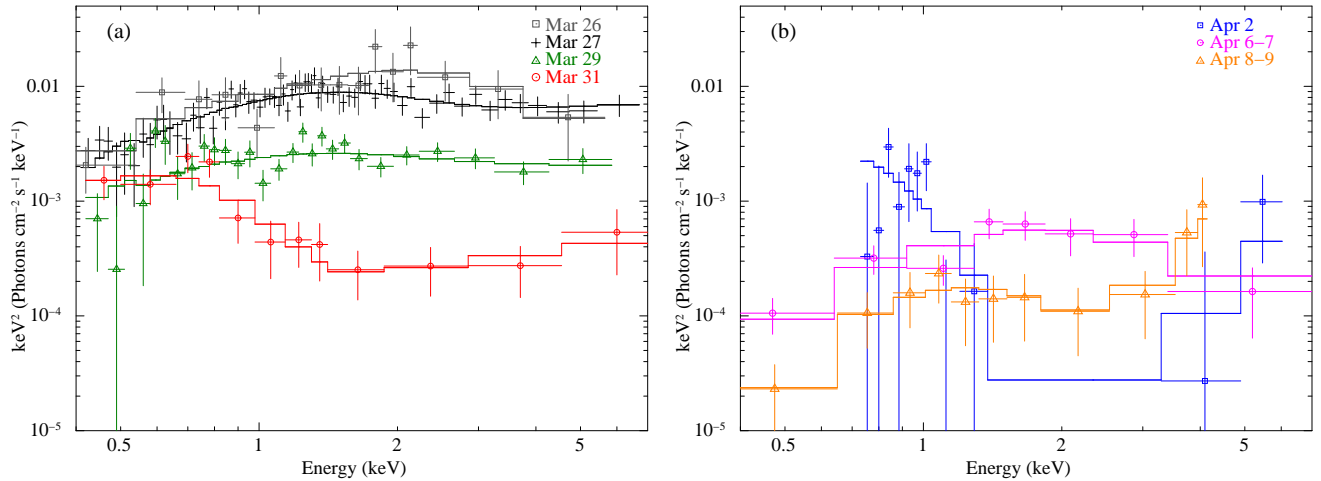 (a)
Mar 26
Mar 27
Mar 29
Mar 31
0.01
10⁻³
10⁻⁴
10⁻⁵
keV² (Photons cm⁻² s⁻¹ keV⁻¹)
0.5 1 2 5
Energy (keV)
(b)
Apr 2
Apr 6−7
Apr 8−9
0.01
10⁻³
10⁻⁴
10⁻⁵
keV² (Photons cm⁻² s⁻¹ keV⁻¹)
0.5 1 2 5
Energy (keV)